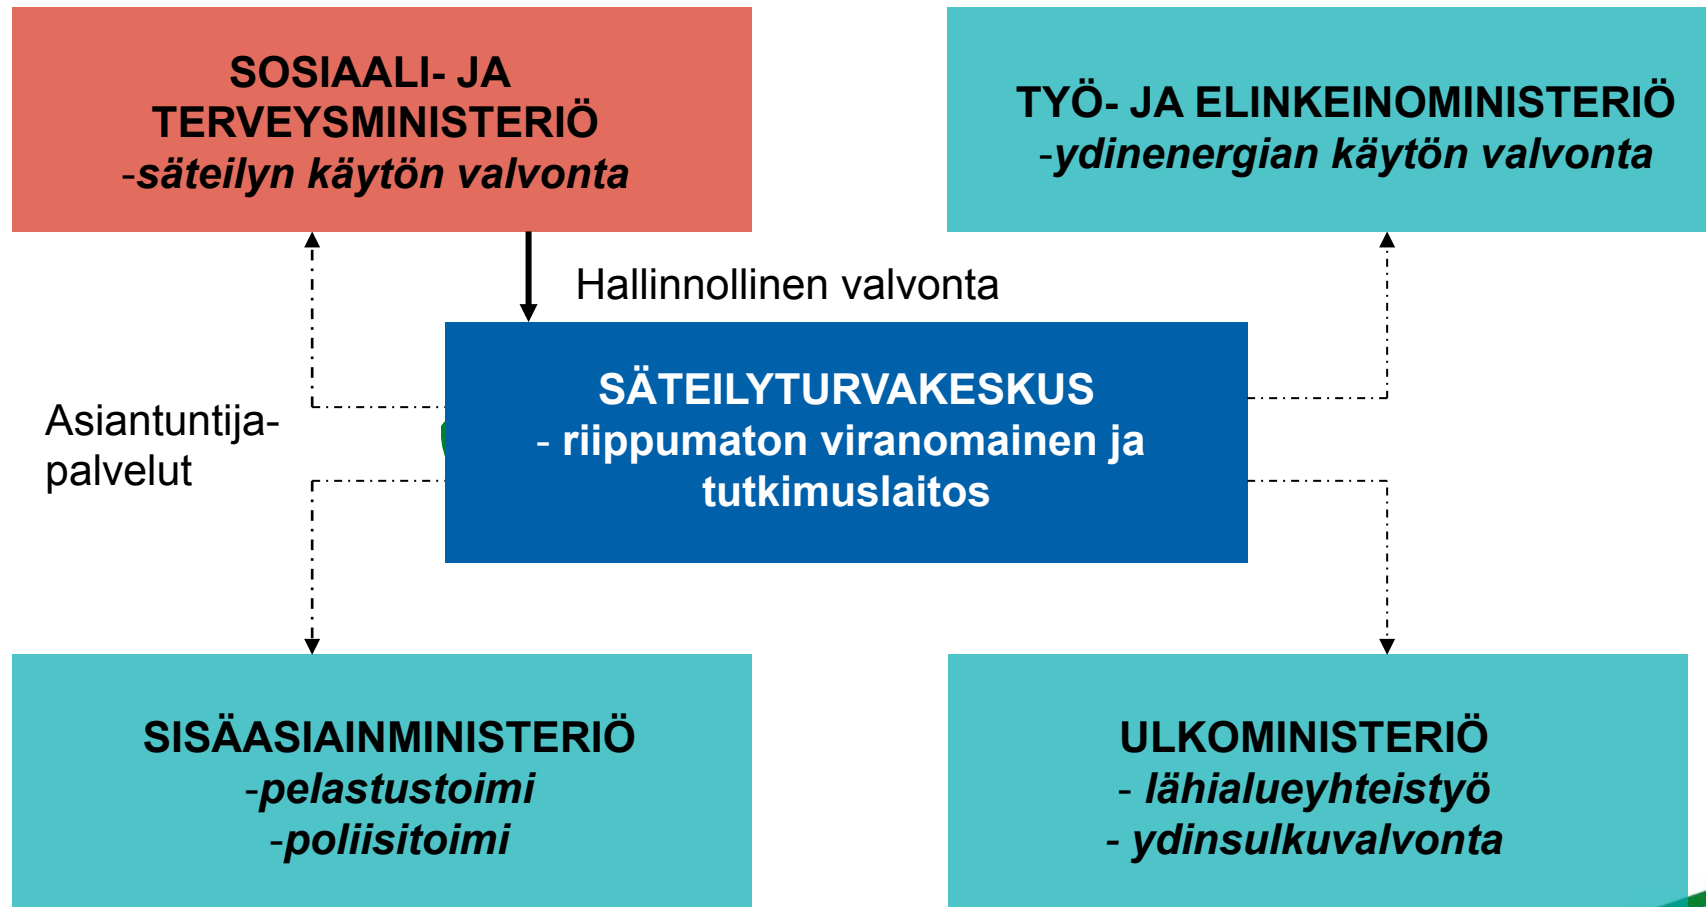 SOSIAALI- JA
TERVEYSMINISTERIÖ
-säteilyn käytön valvonta
TYÖ- JA ELINKEINOMINISTERIÖ
-ydinenergian käytön valvonta
Hallinnollinen valvonta
SÄTEILYTURVAKESKUS
- riippumaton viranomainen ja
tutkimuslaitos
Asiantuntija-
palvelut
SISÄASIAINMINISTERIÖ
-pelastustoimi
-poliisitoimi
ULKOMINISTERIÖ
- lähialueyhteistyö
- ydinsulkuvalvonta